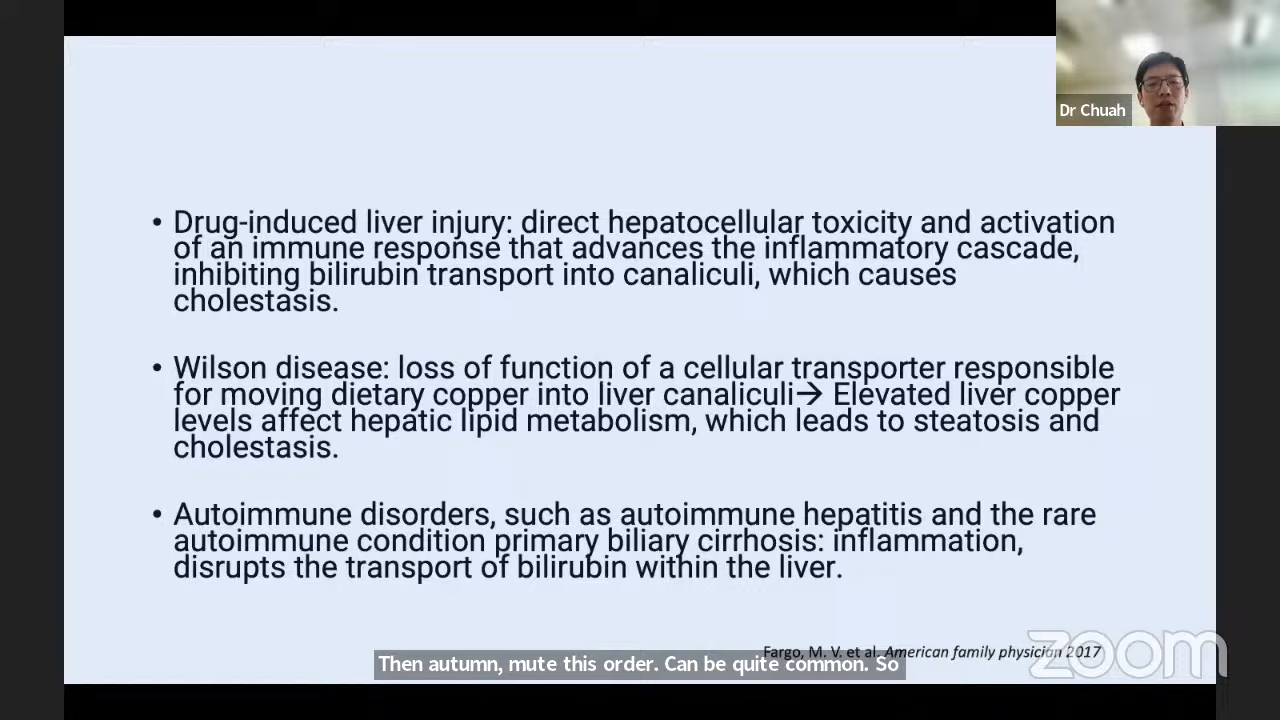 Dr Chuah
• Drug-induced liver injury: direct hepatocellular toxicity and activation
of an immune response that advances the inflammatory cascade,
inhibiting bilirubin transport into canaliculi, which causes
cholestasis.
• Wilson disease: loss of function of a cellular transporter responsible
for moving dietary copper into liver canaliculi→ Elevated liver copper
levels affect hepatic lipid metabolism, which leads to steatosis and
cholestasis.
• Autoimmune disorders, such as autoimmune hepatitis and the rare
autoimmune condition primary biliary cirrhosis: inflammation,
disrupts the transport of bilirubin within the liver.
Fargo, M. V. et al. American family physician 2017
zoom
Then autumn, mute this order. Can be quite common. So